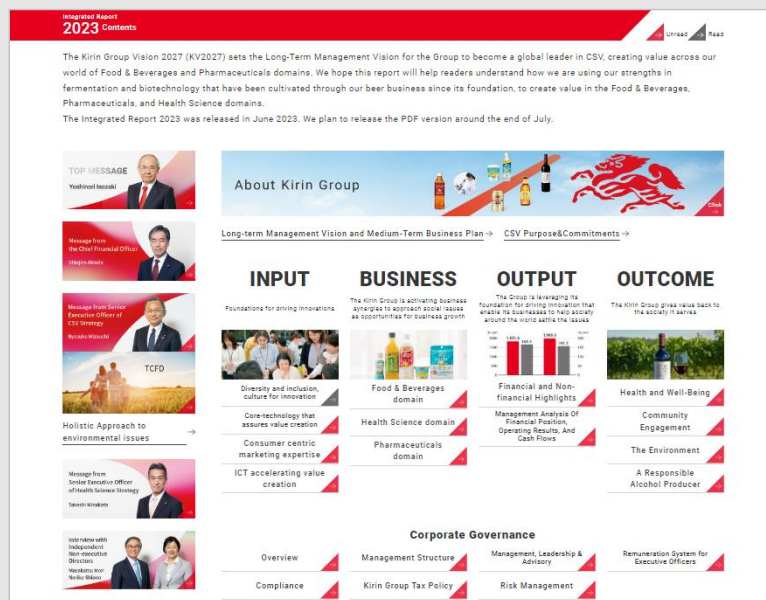 Integrated Report
2023 Contents
Unread
Read
The Kirin Group Vision 2027 (KV2027) sets the Long-Term Management Vision for the Group to become a global leader in CSV, creating value across our
world of Food & Beverages and Pharmaceuticals domains. We hope this report will help readers understand how we are using our strengths in
fermentation and biotechnology that have been cultivated through our beer business since its foundation, to create value in the Food & Beverages,
Pharmaceuticals, and Health Science domains.
The Integrated Report 2023 was released in June 2023. We plan to release the PDF version around the end of July.
TOP MESSAGE
Yoshinori Isozaki
Message from
the Chief Financial Officer
Message from Senior
Executive Officer of
CSV Strategy
TCFD
Holistic Approach to
environmental issues
Message from
Senior Executive Officer
of Health Science Strategy
Takeshi Minakata
Interview with
Independent
Non-executive
Directors
Masakatsu Mori
Noriko Shiono
About Kirin Group
Click
Long-term Management Vision and Medium-Term Business Plan
CSV Purpose&Commitments
INPUT
Foundations for driving innovations
Diversity and inclusion,
culture for innovation
Core-technology that
assures value creation
Consumer centric
marketing expertise
ICT accelerating value
creation
BUSINESS
The Kirin Group is activating business
synergies to approach social issues
as opportunities for business growth
Food & Beverages
domain
Health Science domain
Pharmaceuticals
domain
OUTPUT
The Group is leveraging its
foundation for driving innovation that
enable its businesses to help society
around the world settle the issues
Financial and Non-
financial Highlights
Management Analysis Of
Financial Position,
Operating Results, And
Cash Flows
OUTCOME
The Kirin Group gives value back to
the society it serves
Health and Well-Being
Community
Engagement
The Environment
A Responsible
Alcohol Producer
Corporate Governance
Overview
Management Structure
Management, Leadership &
Advisory
Remuneration System for
Executive Officers
Compliance
Kirin Group Tax Policy
Risk Management